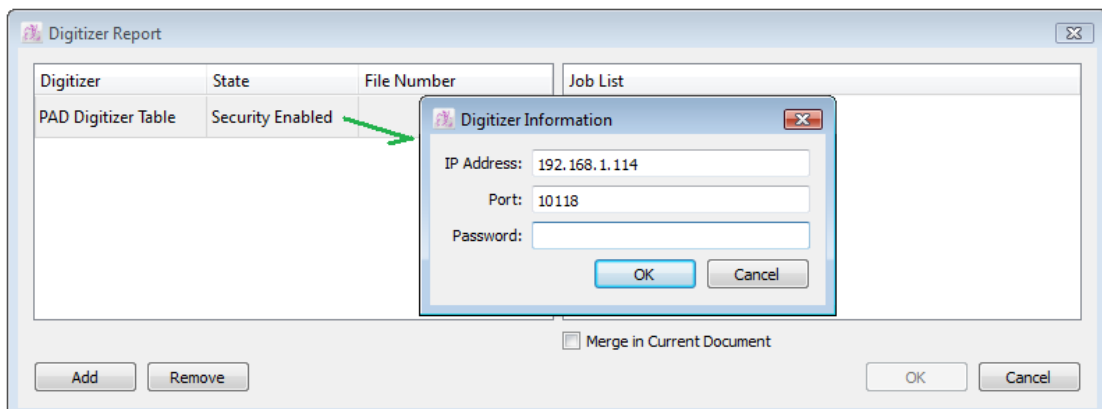 Digitizer Report
Digitizer State File Number Job List
PAD Digitizer Table Security Enabled
Digitizer Information
IP Address: 192.168.1.114
Port: 10118
Password:
OK Cancel
Merge in Current Document
Add Remove OK Cancel